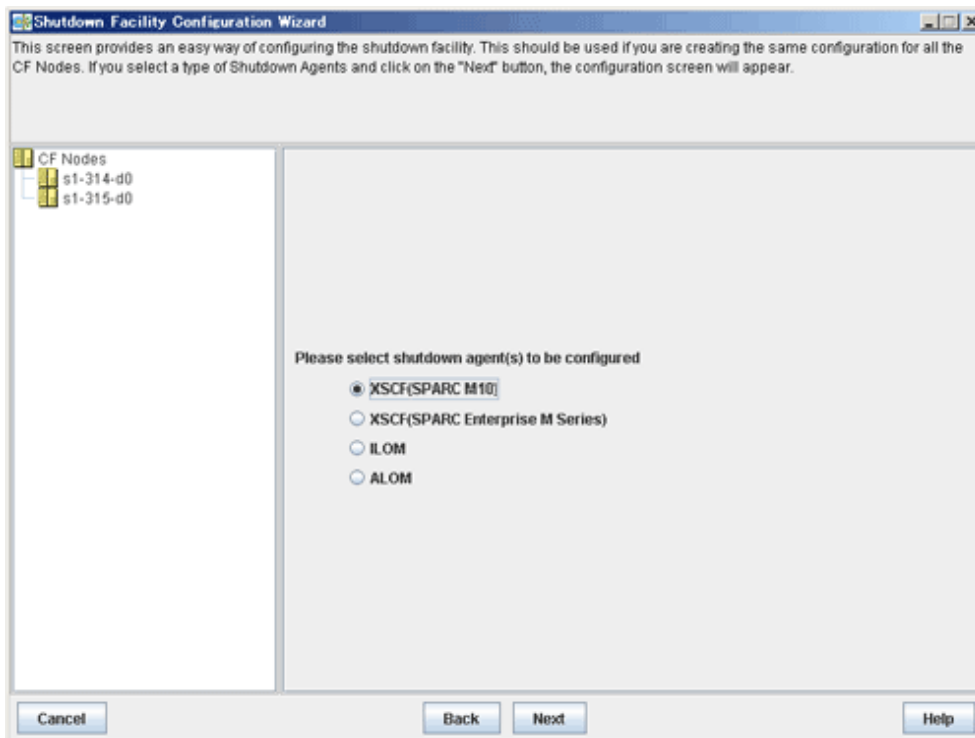 Shutdown Facility Configuration Wizard
This screen provides an easy way of configuring the shutdown facility. This should be used if you are creating the same configuration for all the
CF Nodes. If you select a type of Shutdown Agents and click on the "Next" button, the configuration screen will appear.
CF Nodes
s1-314-d0
s1-315-d0
Please select shutdown agent(s) to be configured
XSCF(SPARC M10)
XSCF(SPARC Enterprise M Series)
ILOM
ALOM
Cancel
Back
Next
Help